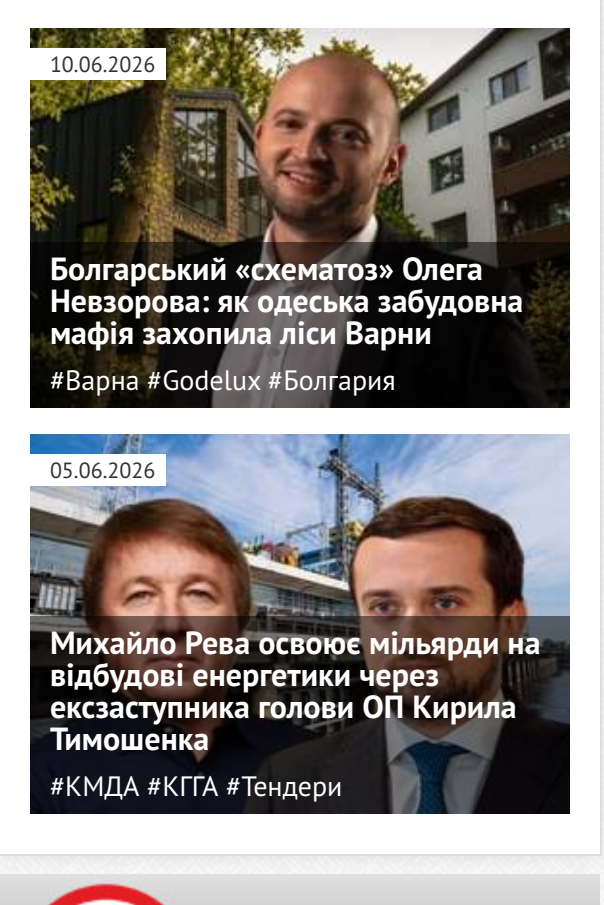 10.06.2026
Болгарський «схематоз» Олега
Невзорова: як одеська забудовна
мафія захопила ліси Варни
#Варна #Godelux #Болгария
05.06.2026
Михайло Рева освоює мільярди на
відбудові енергетики через
ексзаступника голови ОП Кирила
Тимошенка
#КМДА #КГГА #Тендери